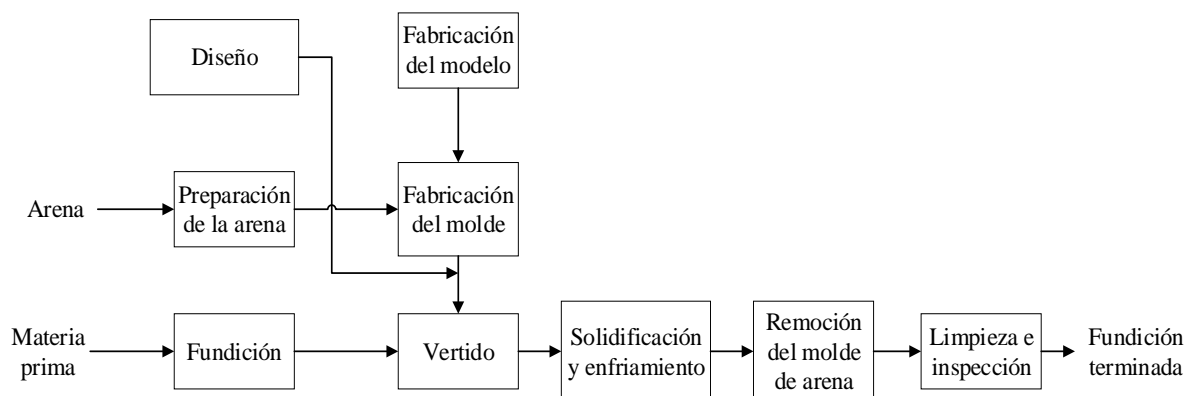 Diseño
Fabricación
del modelo
Arena
Preparación
de la arena
Fabricación
del molde
Materia
prima
Fundición
Vertido
Solidificación
y enfriamiento
Remoción
del molde
de arena
Limpieza e
inspección
Fundición
terminada